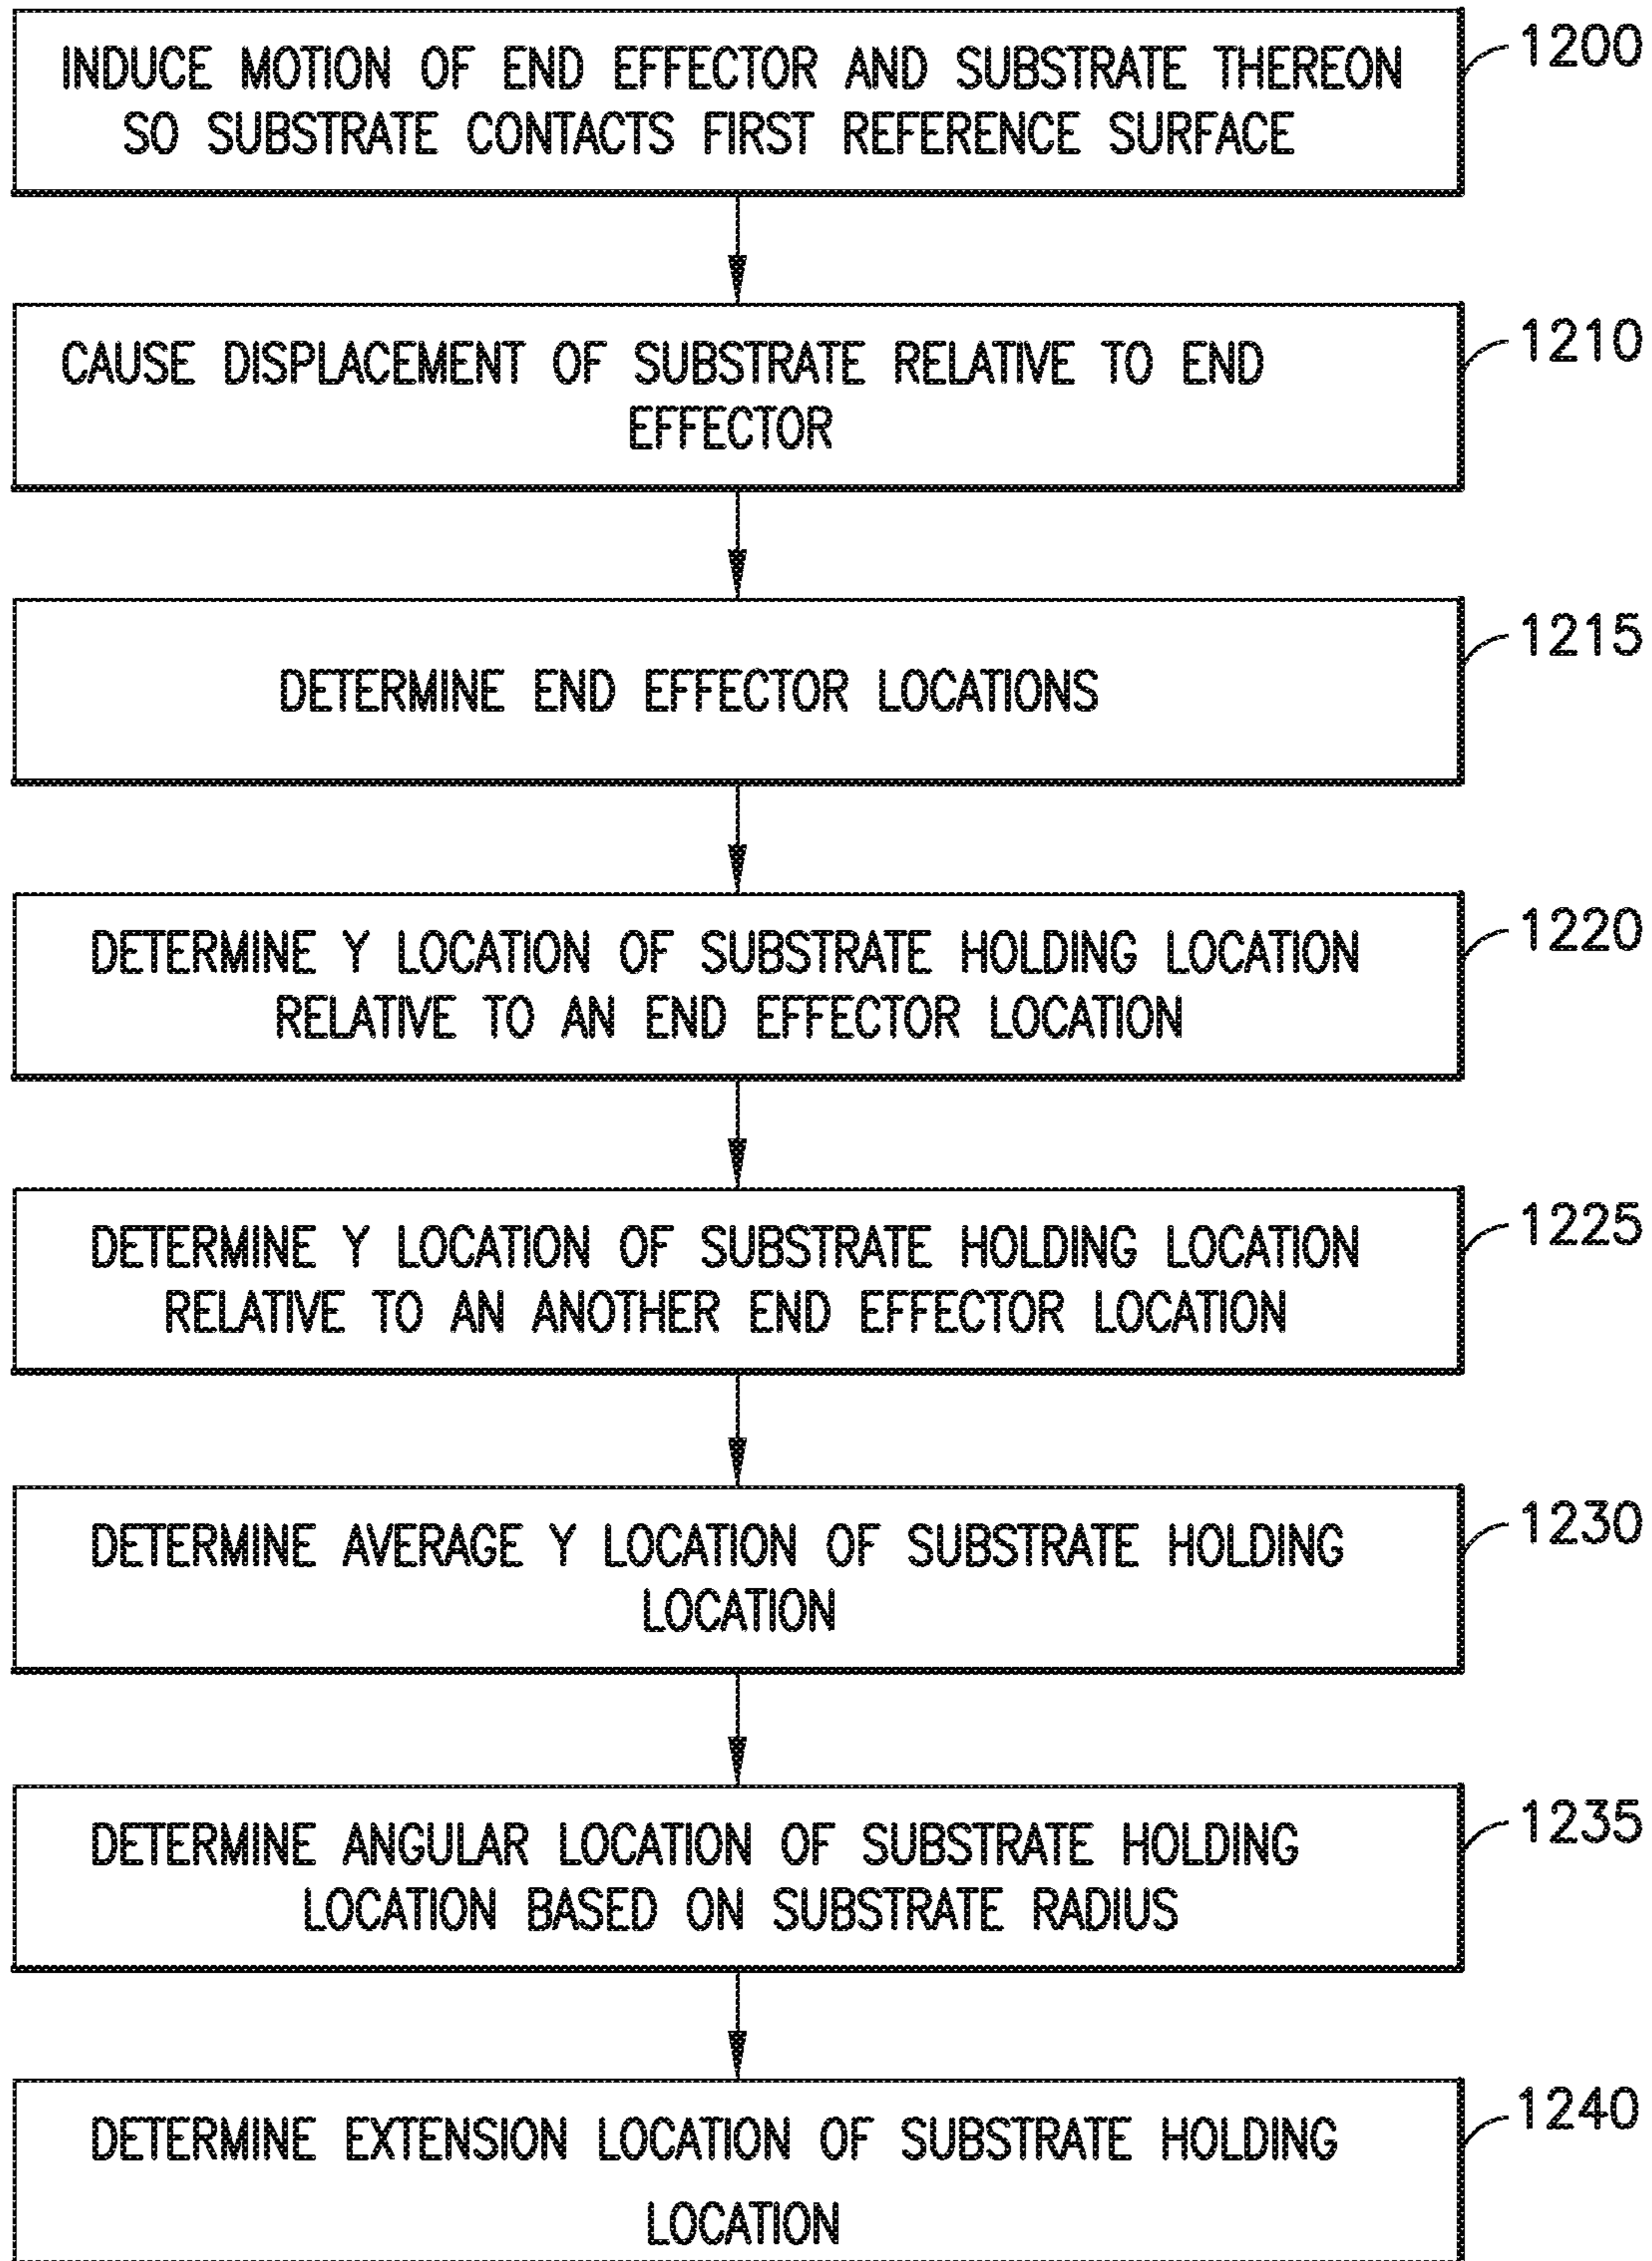 INDUCE MOTION OF END EFFECTOR AND SUBSTRATE THEREON
SO SUBSTRATE CONTACTS FIRST REFERENCE SURFACE
1200
CAUSE DISPLACEMENT OF SUBSTRATE RELATIVE TO END
EFFECTOR
1210
DETERMINE END EFFECTOR LOCATIONS
1215
DETERMINE Y LOCATION OF SUBSTRATE HOLDING LOCATION
RELATIVE TO AN END EFFECTOR LOCATION
1220
DETERMINE Y LOCATION OF SUBSTRATE HOLDING LOCATION
RELATIVE TO AN ANOTHER END EFFECTOR LOCATION
1225
DETERMINE AVERAGE Y LOCATION OF SUBSTRATE HOLDING
LOCATION
1230
DETERMINE ANGULAR LOCATION OF SUBSTRATE HOLDING
LOCATION BASED ON SUBSTRATE RADIUS
1235
DETERMINE EXTENSION LOCATION OF SUBSTRATE HOLDING
LOCATION
1240